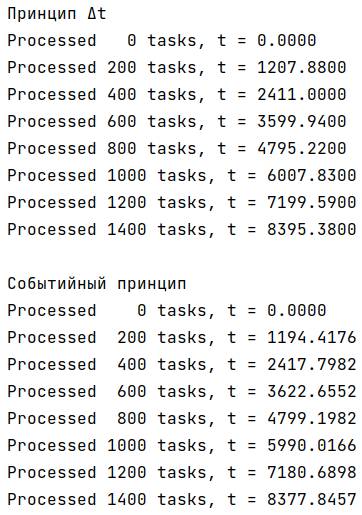 Принцип Δt
Processed   0 tasks, t = 0.0000
Processed 200 tasks, t = 1207.8800
Processed 400 tasks, t = 2411.0000
Processed 600 tasks, t = 3599.9400
Processed 800 tasks, t = 4795.2200
Processed 1000 tasks, t = 6007.8300
Processed 1200 tasks, t = 7199.5900
Processed 1400 tasks, t = 8395.3800

Событийный принцип
Processed    0 tasks, t = 0.0000
Processed  200 tasks, t = 1194.4176
Processed  400 tasks, t = 2417.7982
Processed  600 tasks, t = 3622.6552
Processed  800 tasks, t = 4799.1982
Processed 1000 tasks, t = 5990.0166
Processed 1200 tasks, t = 7180.6898
Processed 1400 tasks, t = 8377.8457